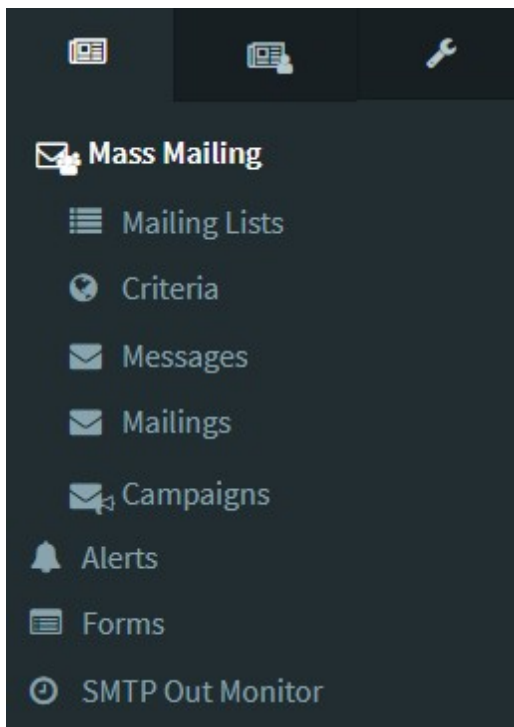 Mass Mailing
Mailing Lists
Criteria
Messages
Mailings
Campaigns
Alerts
Forms
SMTP Out Monitor